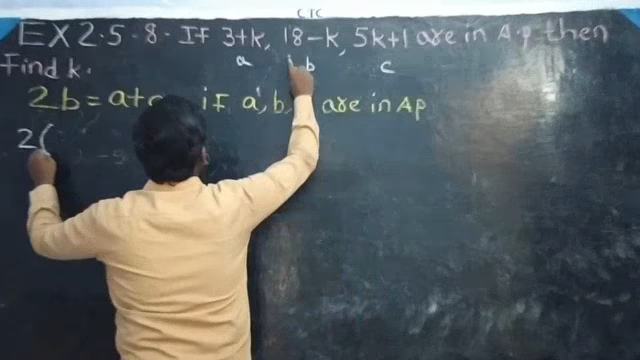 CTC
EX 2.5-8. If 3+k, 18-k, 5k+1 are in A.p then
Find k.
a b c
2b = a+c if a, b, are in Ap
2(